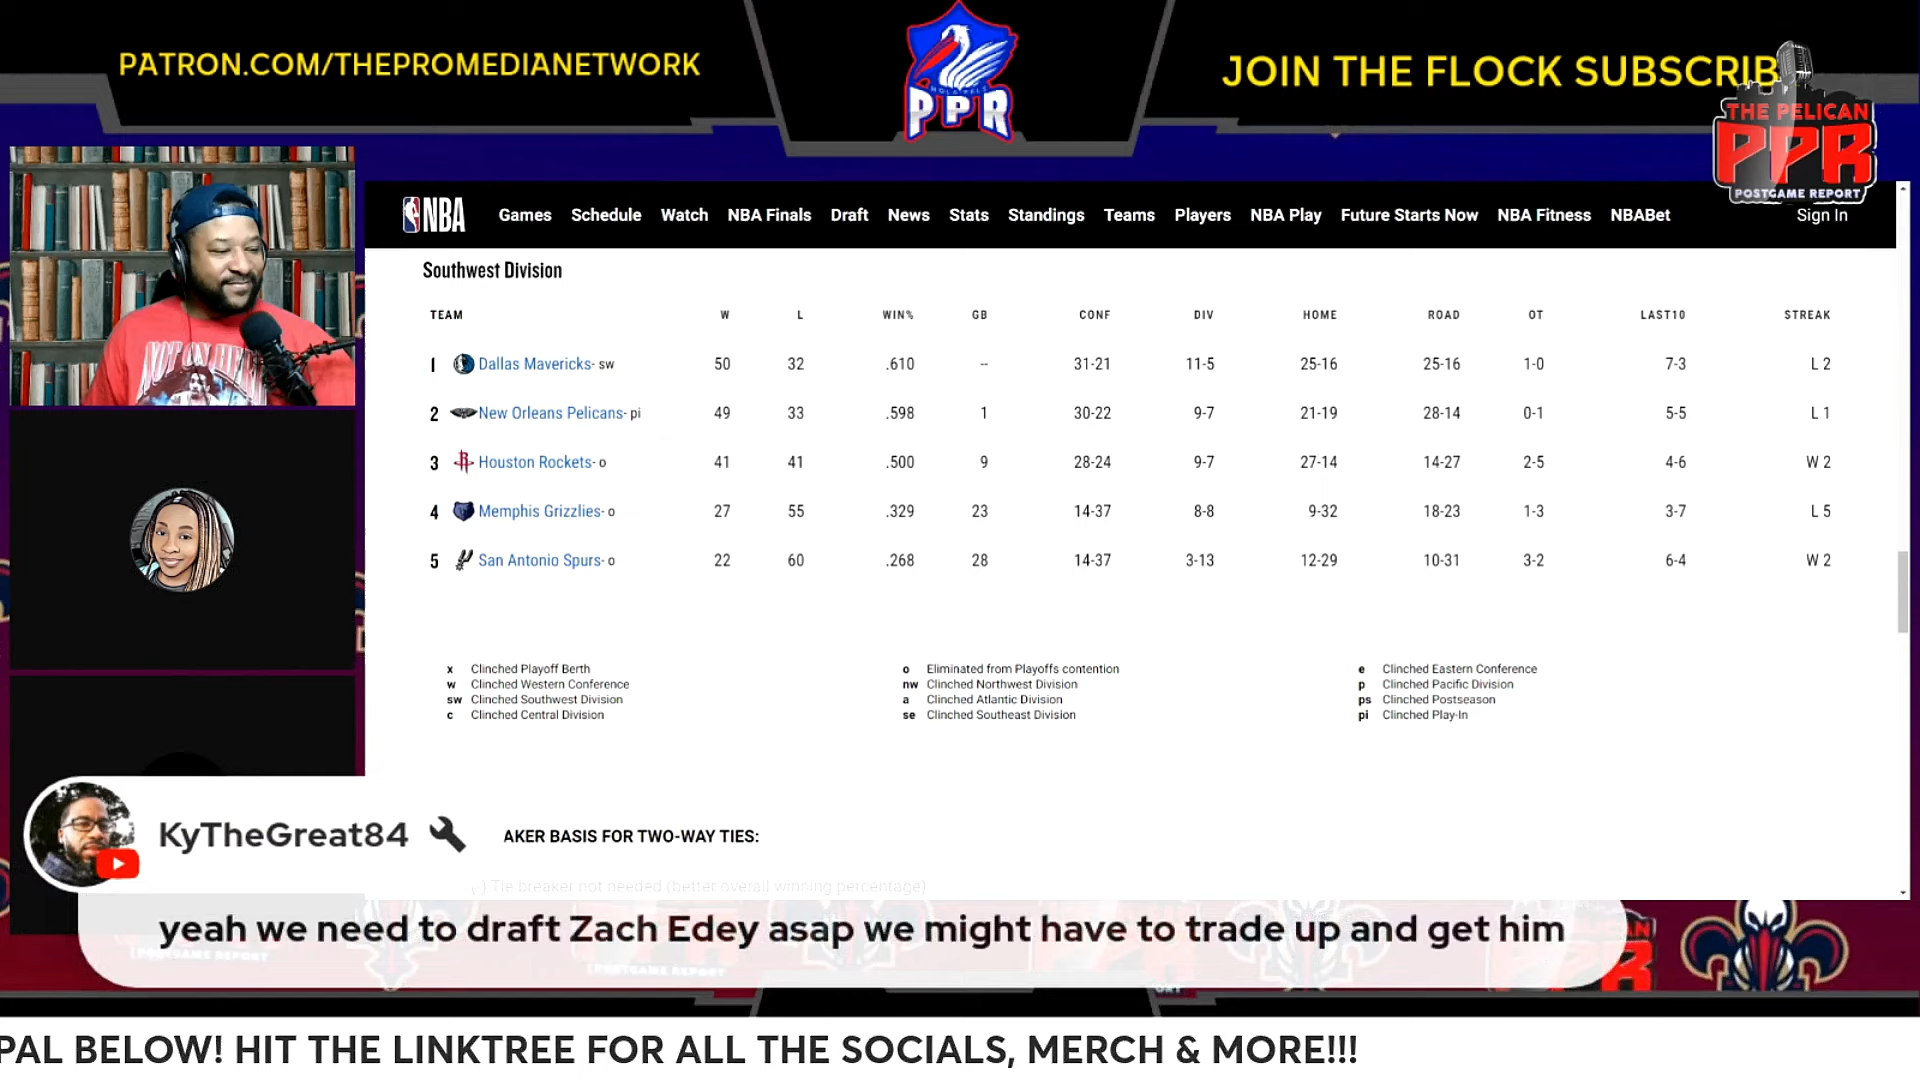 PATRON.COM/THEPROMEDIANETWORK
NOLA PELS
PPR
JOIN THE FLOCK SUBSCRIB
THE PELICAN
PPR
POSTGAME REPORT
NBA Games Schedule Watch NBA Finals Draft News Stats Standings Teams Players NBA Play Future Starts Now NBA Fitness NBABet Sign In
Southwest Division
TEAM W L WIN% GB CONF DIV HOME ROAD OT LAST10 STREAK
1 Dallas Mavericks- sw 50 32 .610 -- 31-21 11-5 25-16 25-16 1-0 7-3 L 2
2 New Orleans Pelicans- pi 49 33 .598 1 30-22 9-7 21-19 28-14 0-1 5-5 L 1
3 Houston Rockets- o 41 41 .500 9 28-24 9-7 27-14 14-27 2-5 4-6 W 2
4 Memphis Grizzlies- o 27 55 .329 23 14-37 8-8 9-32 18-23 1-3 3-7 L 5
5 San Antonio Spurs- o 22 60 .268 28 14-37 3-13 12-29 10-31 3-2 6-4 W 2
x Clinched Playoff Berth o Eliminated from Playoffs contention e Clinched Eastern Conference
w Clinched Western Conference nw Clinched Northwest Division p Clinched Pacific Division
sw Clinched Southwest Division a Clinched Atlantic Division ps Clinched Postseason
c Clinched Central Division se Clinched Southeast Division pi Clinched Play-In
KyTheGreat84
AKER BASIS FOR TWO-WAY TIES:
(-) Tie breaker not needed (better overall winning percentage)
yeah we need to draft Zach Edey asap we might have to trade up and get him
PAL BELOW! HIT THE LINKTREE FOR ALL THE SOCIALS, MERCH & MORE!!!